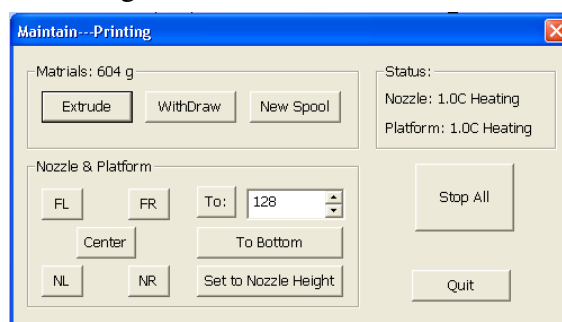 Maintain---Printing
Matrials: 604 g
Extrude WithDraw New Spool
Status:
Nozzle: 1.0C Heating
Platform: 1.0C Heating
Nozzle & Platform
FL FR To: 128
Center To Bottom
NL NR Set to Nozzle Height
Stop All
Quit